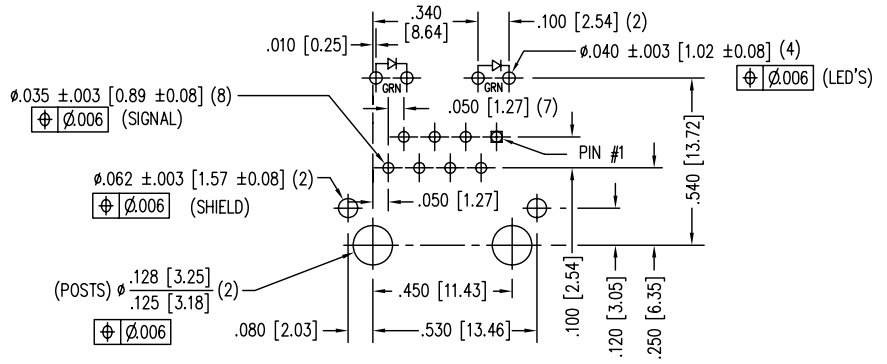 .340
[8.64]
.100 [2.54] (2)
.010 [0.25]
ø.040 ±.003 [1.02 ±0.08] (4)
⌖ Ø.006 (LED'S)
GRN
GRN
.050 [1.27] (7)
ø.035 ±.003 [0.89 ±0.08] (8)
⌖ Ø.006 (SIGNAL)
PIN #1
.540 [13.72]
ø.062 ±.003 [1.57 ±0.08] (2)
⌖ Ø.006 (SHIELD)
.050 [1.27]
(POSTS) ø .128 [3.25] (2)
.125 [3.18]
⌖ Ø.006
.450 [11.43]
.080 [2.03]
.530 [13.46]
.100 [2.54]
.120 [3.05]
.250 [6.35]